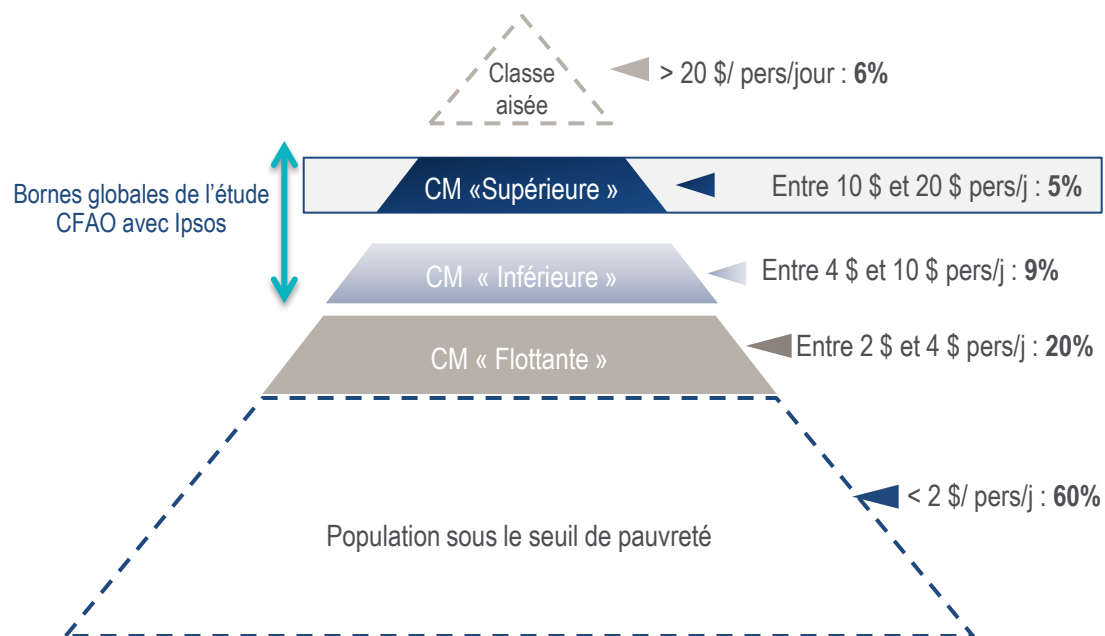 Classe
aisée
> 20 $/ pers/jour : 6%
Bornes globales de l’étude
CFAO avec Ipsos
CM «Supérieure »
Entre 10 $ et 20 $ pers/j : 5%
CM « Inférieure »
Entre 4 $ et 10 $ pers/j : 9%
CM « Flottante »
Entre 2 $ et 4 $ pers/j : 20%
< 2 $/ pers/j : 60%
Population sous le seuil de pauvreté